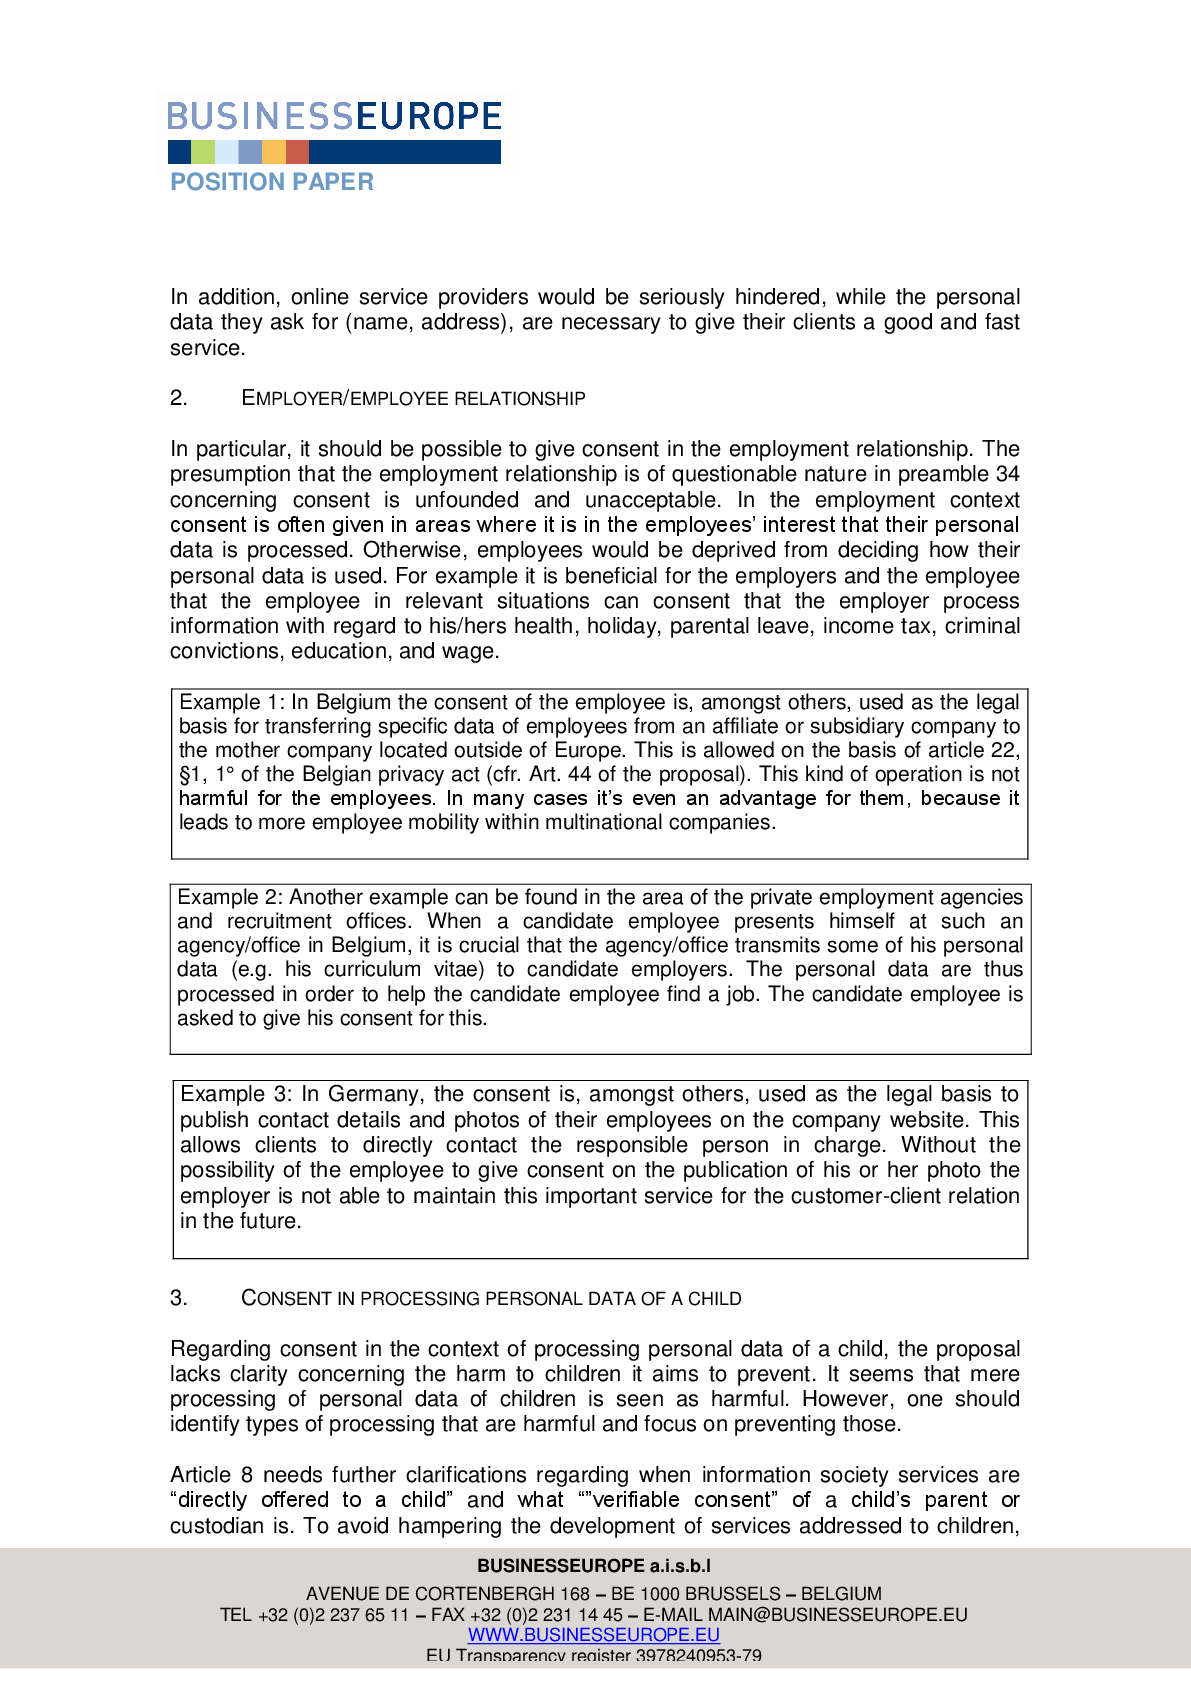 BUSINESSEUROPE
POSITION PAPER
In addition, online service providers would be seriously hindered, while the personal
data they ask for (name, address), are necessary to give their clients a good and fast
service.
2. EMPLOYER/EMPLOYEE RELATIONSHIP
In particular, it should be possible to give consent in the employment relationship. The
presumption that the employment relationship is of questionable nature in preamble 34
concerning consent is unfounded and unacceptable. In the employment context
consent is often given in areas where it is in the employees’ interest that their personal
data is processed. Otherwise, employees would be deprived from deciding how their
personal data is used. For example it is beneficial for the employers and the employee
that the employee in relevant situations can consent that the employer process
information with regard to his/hers health, holiday, parental leave, income tax, criminal
convictions, education, and wage.
Example 1: In Belgium the consent of the employee is, amongst others, used as the legal
basis for transferring specific data of employees from an affiliate or subsidiary company to
the mother company located outside of Europe. This is allowed on the basis of article 22,
§1, 1° of the Belgian privacy act (cfr. Art. 44 of the proposal). This kind of operation is not
harmful for the employees. In many cases it’s even an advantage for them, because it
leads to more employee mobility within multinational companies.
Example 2: Another example can be found in the area of the private employment agencies
and recruitment offices. When a candidate employee presents himself at such an
agency/office in Belgium, it is crucial that the agency/office transmits some of his personal
data (e.g. his curriculum vitae) to candidate employers. The personal data are thus
processed in order to help the candidate employee find a job. The candidate employee is
asked to give his consent for this.
Example 3: In Germany, the consent is, amongst others, used as the legal basis to
publish contact details and photos of their employees on the company website. This
allows clients to directly contact the responsible person in charge. Without the
possibility of the employee to give consent on the publication of his or her photo the
employer is not able to maintain this important service for the customer-client relation
in the future.
3. CONSENT IN PROCESSING PERSONAL DATA OF A CHILD
Regarding consent in the context of processing personal data of a child, the proposal
lacks clarity concerning the harm to children it aims to prevent. It seems that mere
processing of personal data of children is seen as harmful. However, one should
identify types of processing that are harmful and focus on preventing those.
Article 8 needs further clarifications regarding when information society services are
“directly offered to a child” and what “”verifiable consent” of a child’s parent or
custodian is. To avoid hampering the development of services addressed to children,
BUSINESSEUROPE a.i.s.b.l
AVENUE DE CORTENBERGH 168 – BE 1000 BRUSSELS – BELGIUM
TEL +32 (0)2 237 65 11 – FAX +32 (0)2 231 14 45 – E-MAIL MAIN@BUSINESSEUROPE.EU
WWW.BUSINESSEUROPE.EU
EU Transparency register 3978240953-79